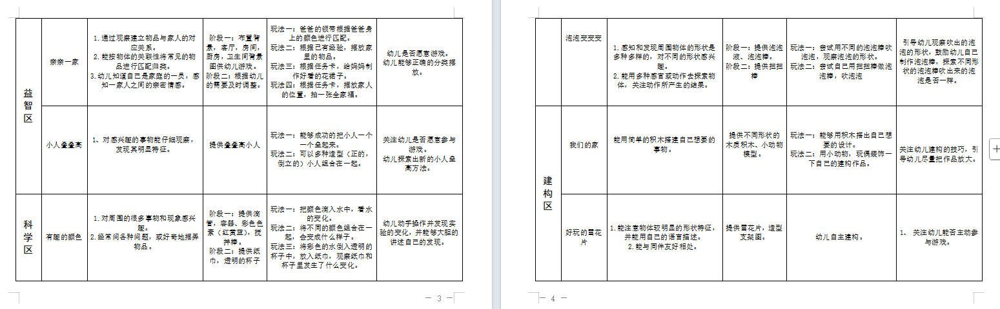 益
智
区
亲亲一家
1.通过观察建立物品与家人的对
应关系。
2.能按物体的关联性将常见的物
品进行匹配归类。
3.幼儿知道自己是家庭的一员，感
知一家人之间的亲密情感。
阶段一：布置背
景，客厅，房间，
厨房，卫生间背景
图供幼儿游戏。
阶段二：根据幼儿
的需要及时调整。
玩法一：爸爸的领带根据爸爸身
上的颜色进行匹配。
玩法二：根据已有经验，摆放家
里的物品。
玩法三：根据任务卡，给妈妈制
作好看的花裙子。
玩法四：根据任务卡，摆放家人
的位置，拍一张全家福。
幼儿是否愿意游戏。
幼儿能够正确的分类摆
放。
小人叠叠高
1、对感兴趣的事物能仔细观察，
发现其明显特征。
提供叠叠高小人
玩法一：能够成功的把小人一个
一个垒起来。
玩法二：可以多种造型（正的，
倒立的）小人组合在一起。
关注幼儿是否愿意参与
游戏。
幼儿探索出新的小人垒
高方法。
科
学
区
有趣的颜色
1.对周围的很多事物和现象感兴
趣。
2.经常问各种问题，或好奇地摆弄
物品。
阶段一：提供滴
管，容器、彩色色
素（红黄蓝），搅
拌棒。
阶段二：提供纸
巾，透明的杯子
玩法一：把颜色滴入水中，看水
的变化。
玩法二：将不同的颜色组合在一
起，会变成什么样子。
玩法三：将彩色的水倒入透明的
杯子中，放入纸巾，观察纸巾和
杯子里发生了什么变化。
幼儿动手操作并发现实
验的变化，并能够大胆的
讲述自己的发现。
— 3 —
泡泡变变变
1.感知和发现周围物体的形状是
多种多样的，对不同的形状感兴
趣。
2.能用多种感官或动作去探索物
体，关注动作所产生的结果。
阶段一：提供泡泡
液、泡泡棒。
阶段二：提供扭扭
棒
玩法一：尝试用不同的泡泡棒吹
泡泡，观察泡泡的形状。
玩法二：尝试自己用扭扭棒做泡
泡棒，吹泡泡
引导幼儿观察吹出的泡
泡的形状，鼓励幼儿自己
制作泡泡棒，探索不同形
状的泡泡棒吹出来的泡
泡是否一样。
建
构
区
我们的家
能用简单的积木搭建自己想要的
事物。
提供不同形状的
木质积木、小动物
模型。
玩法一：能够用积木搭出自己想
要的设计。
玩法二：用小动物，玩偶装饰一
下自己的建构作品。
关注幼儿建构的技巧，引
导幼儿尽量把作品放大。
好玩的雪花
片
1.能注意物体较明显的形状特征，
并能用自己的语言描述。
2.能与同伴友好相处。
提供雪花片，造型
支架图。
幼儿自主建构。
1、 关注幼儿能否主动参
与游戏。
— 4 —